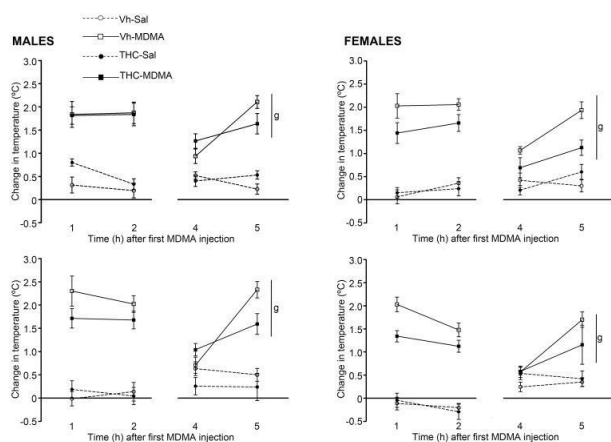 Vh-Sal
Vh-MDMA
THC-Sal
THC-MDMA
MALES
Change in temperature (ºC)
3.0
2.5
2.0
1.5
1.0
0.5
0
-0.5
g
1
2
4
5
Time (h) after first MDMA injection
FEMALES
Change in temperature (ºC)
3.0
2.5
2.0
1.5
1.0
0.5
0
-0.5
g
1
2
4
5
Time (h) after first MDMA injection
Change in temperature (ºC)
3.0
2.5
2.0
1.5
1.0
0.5
0
0.5
g
1
2
4
5
Time (h) after first MDMA injection
Change in temperature (ºC)
3.0
2.5
2.0
1.5
1.0
0.5
0
-0.5
g
1
2
4
5
Time (h) after first MDMA injection